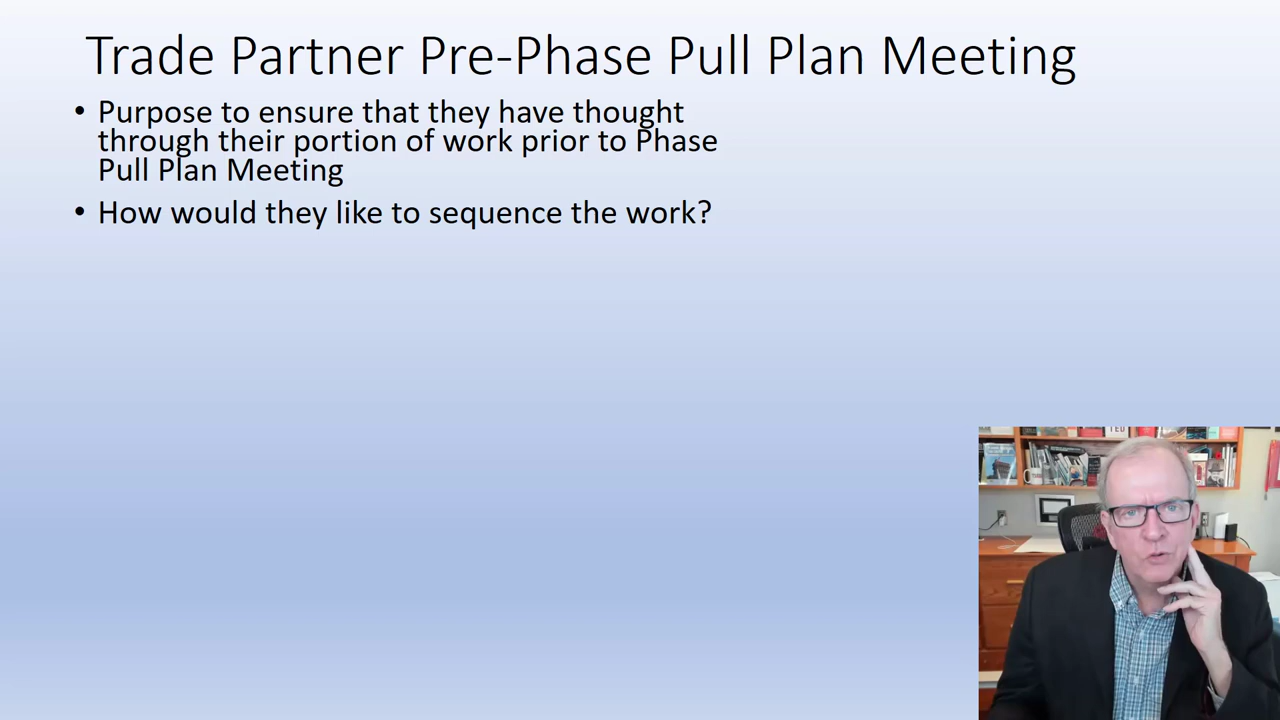 Trade Partner Pre-Phase Pull Plan Meeting
• Purpose to ensure that they have thought
through their portion of work prior to Phase
Pull Plan Meeting
• How would they like to sequence the work?
TED